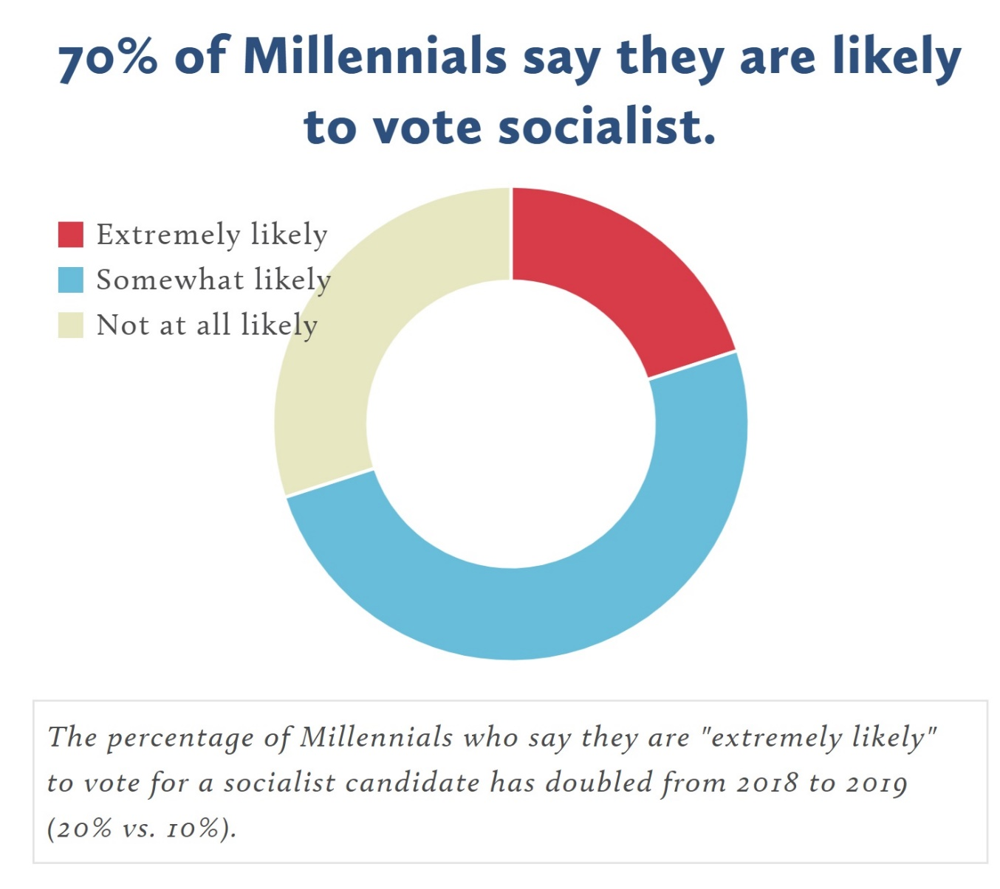 70% of Millennials say they are likely
to vote socialist.
Extremely likely
Somewhat likely
Not at all likely
The percentage of Millennials who say they are "extremely likely"
to vote for a socialist candidate has doubled from 2018 to 2019
(20% vs. 10%).